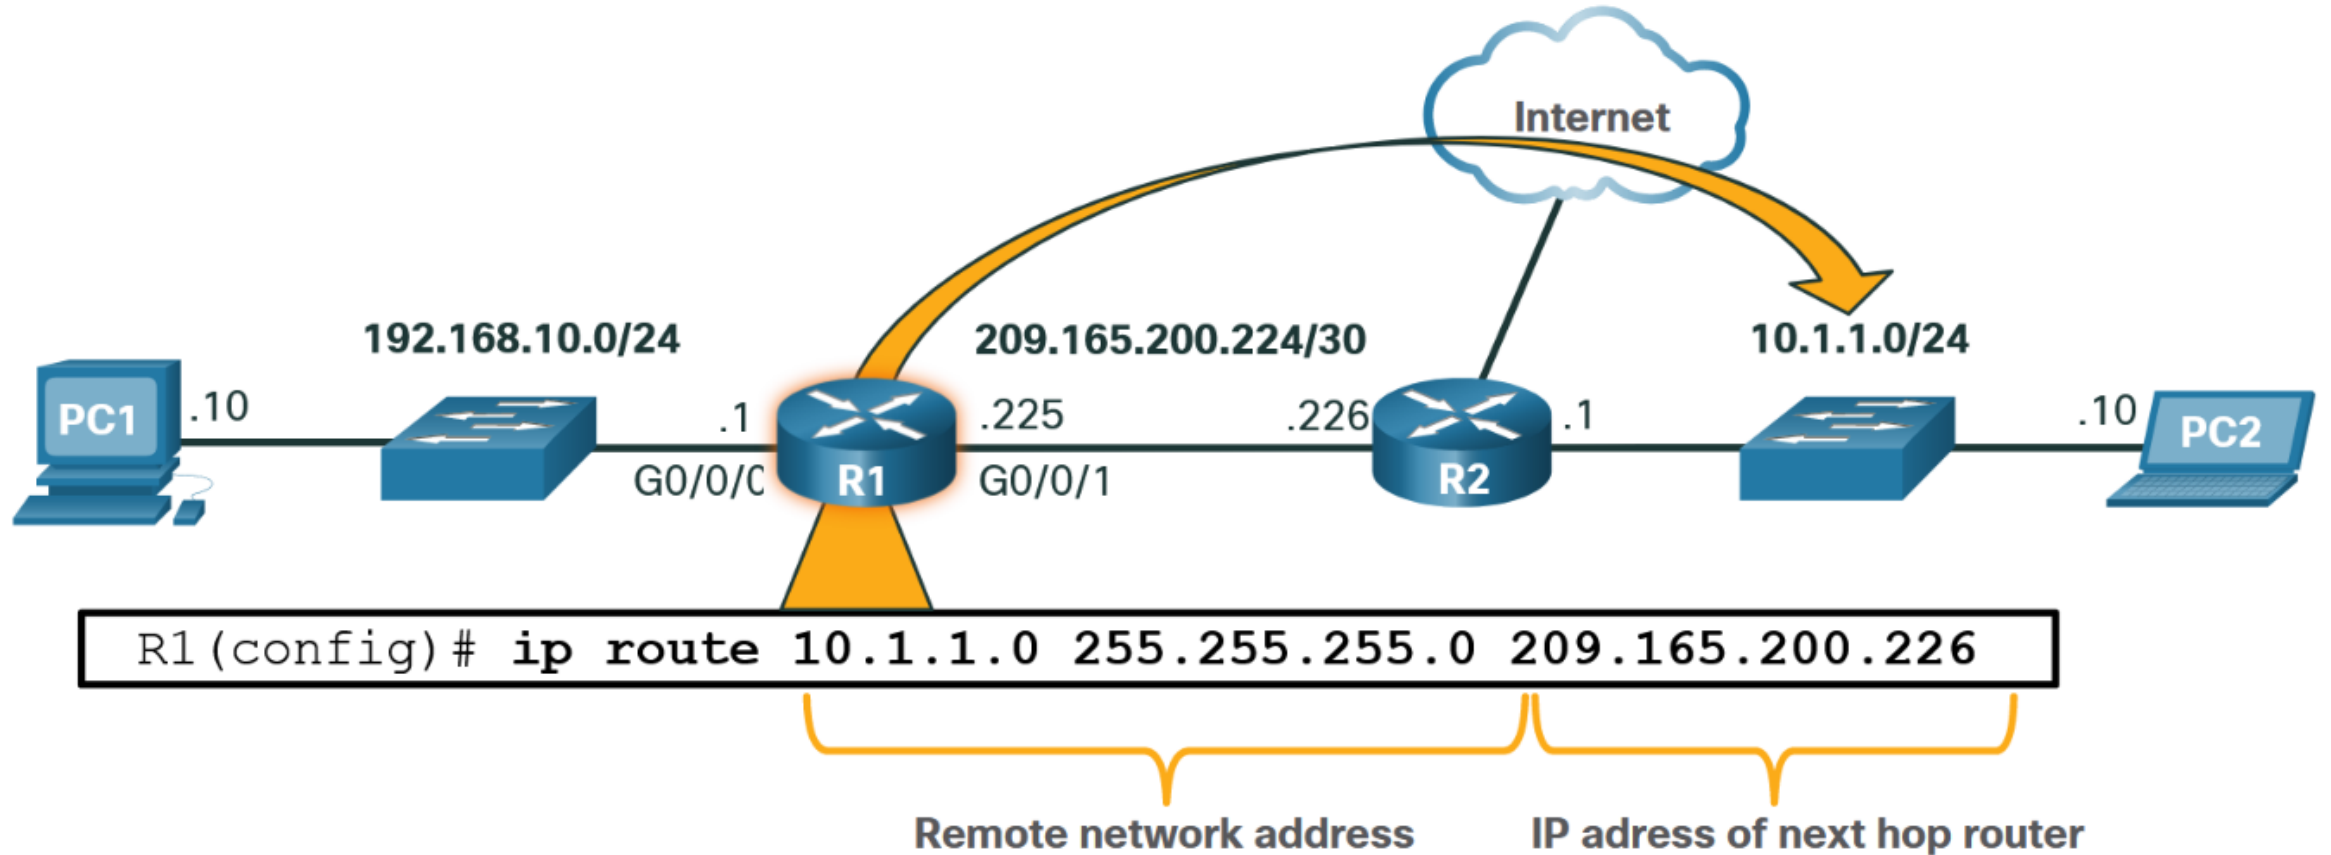 Internet
192.168.10.0/24
209.165.200.224/30
10.1.1.0/24
PC1
.10
.1
G0/0/0
R1
.225
G0/0/1
.226
R2
.1
.10
PC2
R1(config)# ip route 10.1.1.0 255.255.255.0 209.165.200.226
Remote network address
IP adress of next hop router